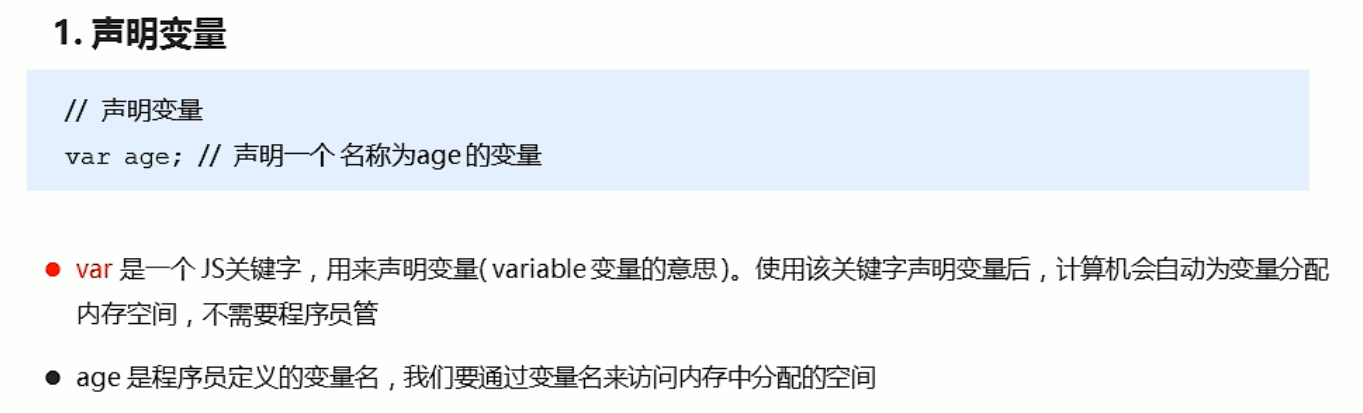 1. 声明变量
// 声明变量
var age; // 声明一个 名称为age 的变量
var 是一个 JS关键字，用来声明变量( variable 变量的意思 )。使用该关键字声明变量后，计算机会自动为变量分配
内存空间，不需要程序员管
age 是程序员定义的变量名，我们要通过变量名来访问内存中分配的空间